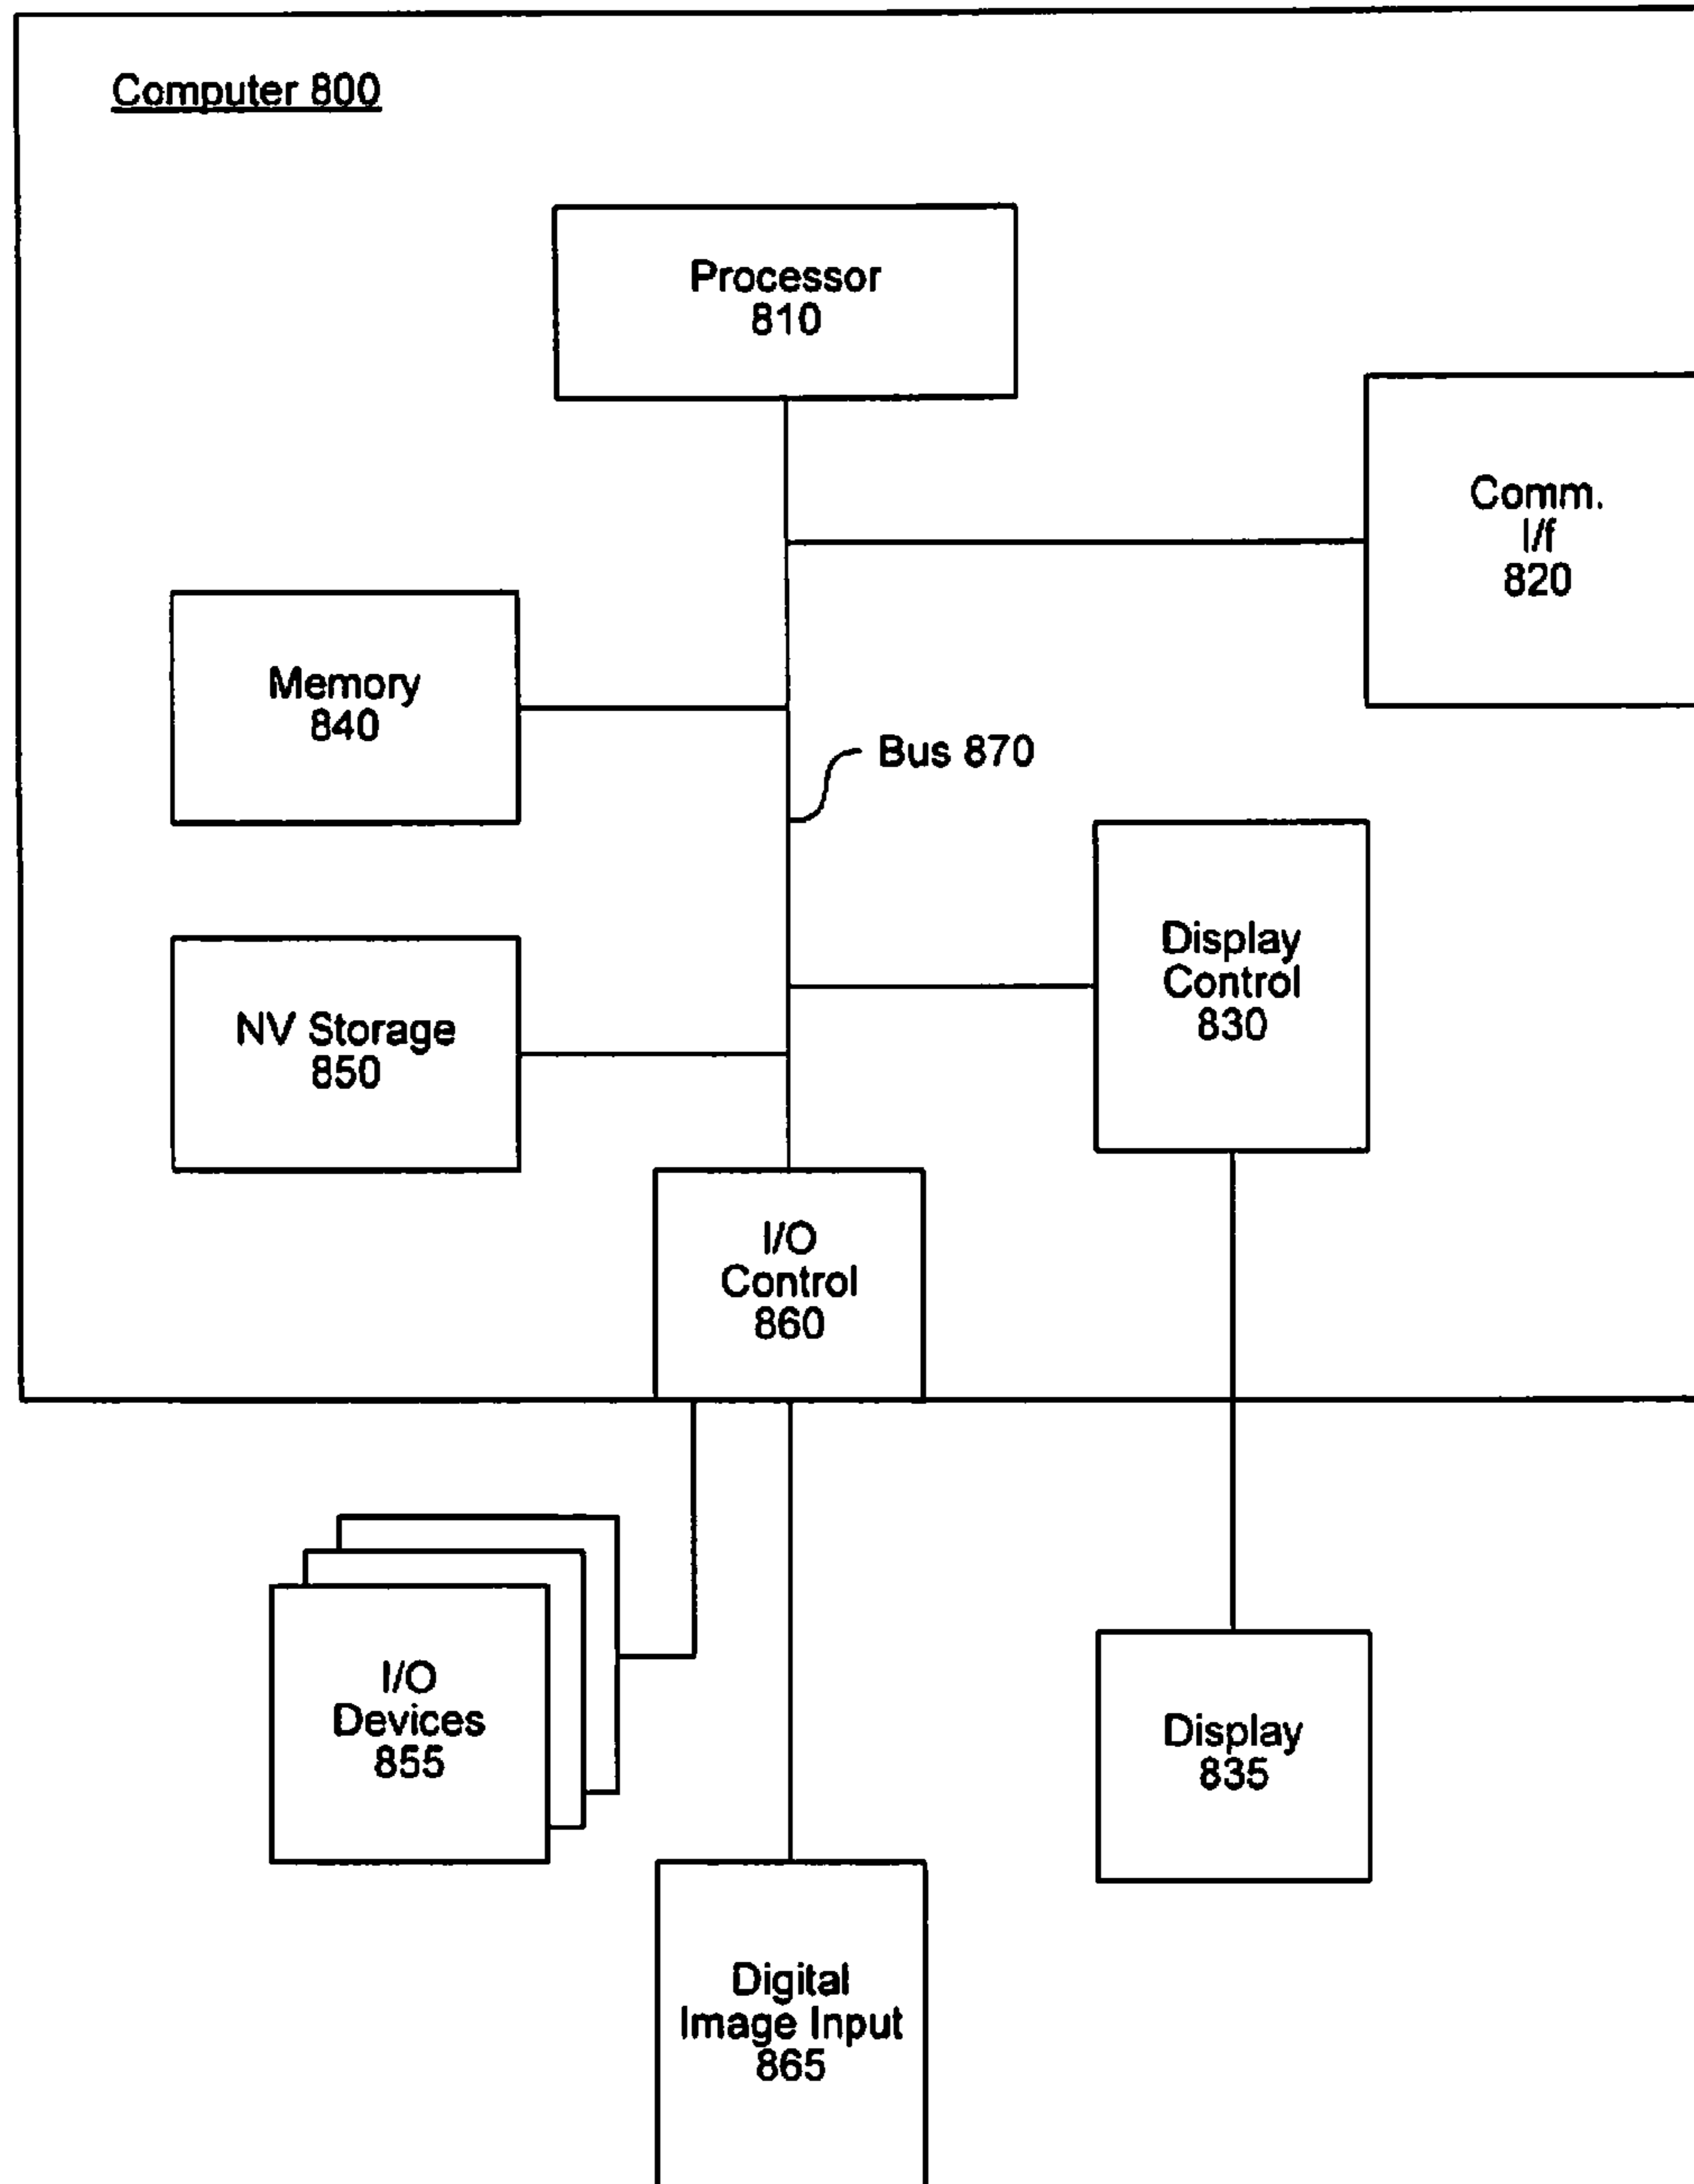 Computer 800
Processor
810
Comm.
I/f
820
Memory
840
Bus 870
Display
Control
830
NV Storage
850
I/O
Control
860
I/O
Devices
855
Display
835
Digital
Image Input
865